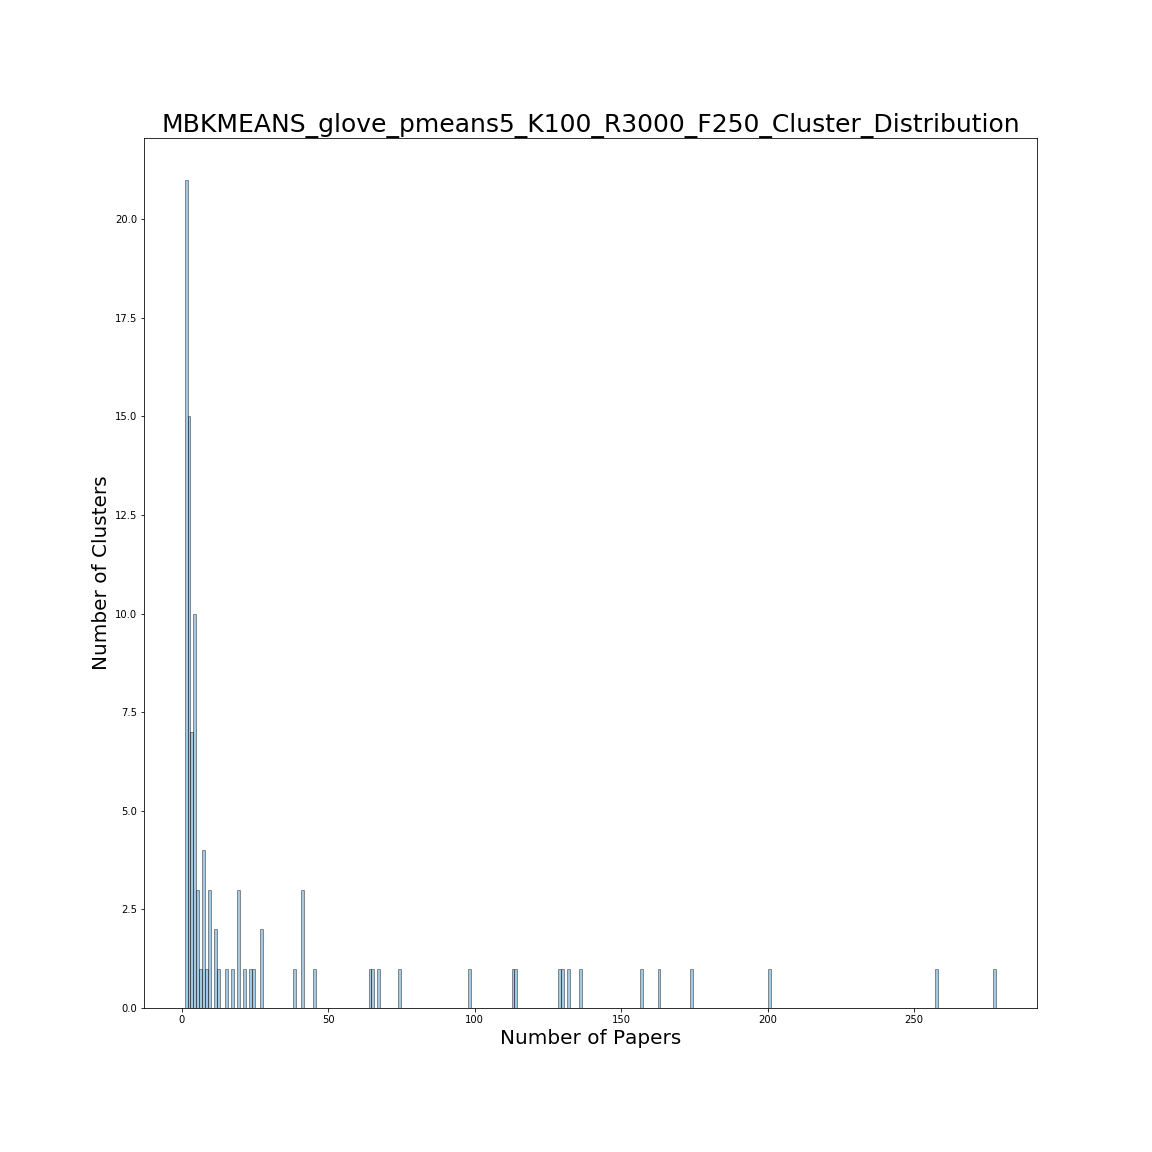 MBKMEANS_glove_pmeans5_K100_R3000_F250_Cluster_Distribution
20.0
17.5
15.0
12.5
10.0
7.5
5.0
2.5
0.0
Number of Clusters
0 50 100 150 200 250
Number of Papers